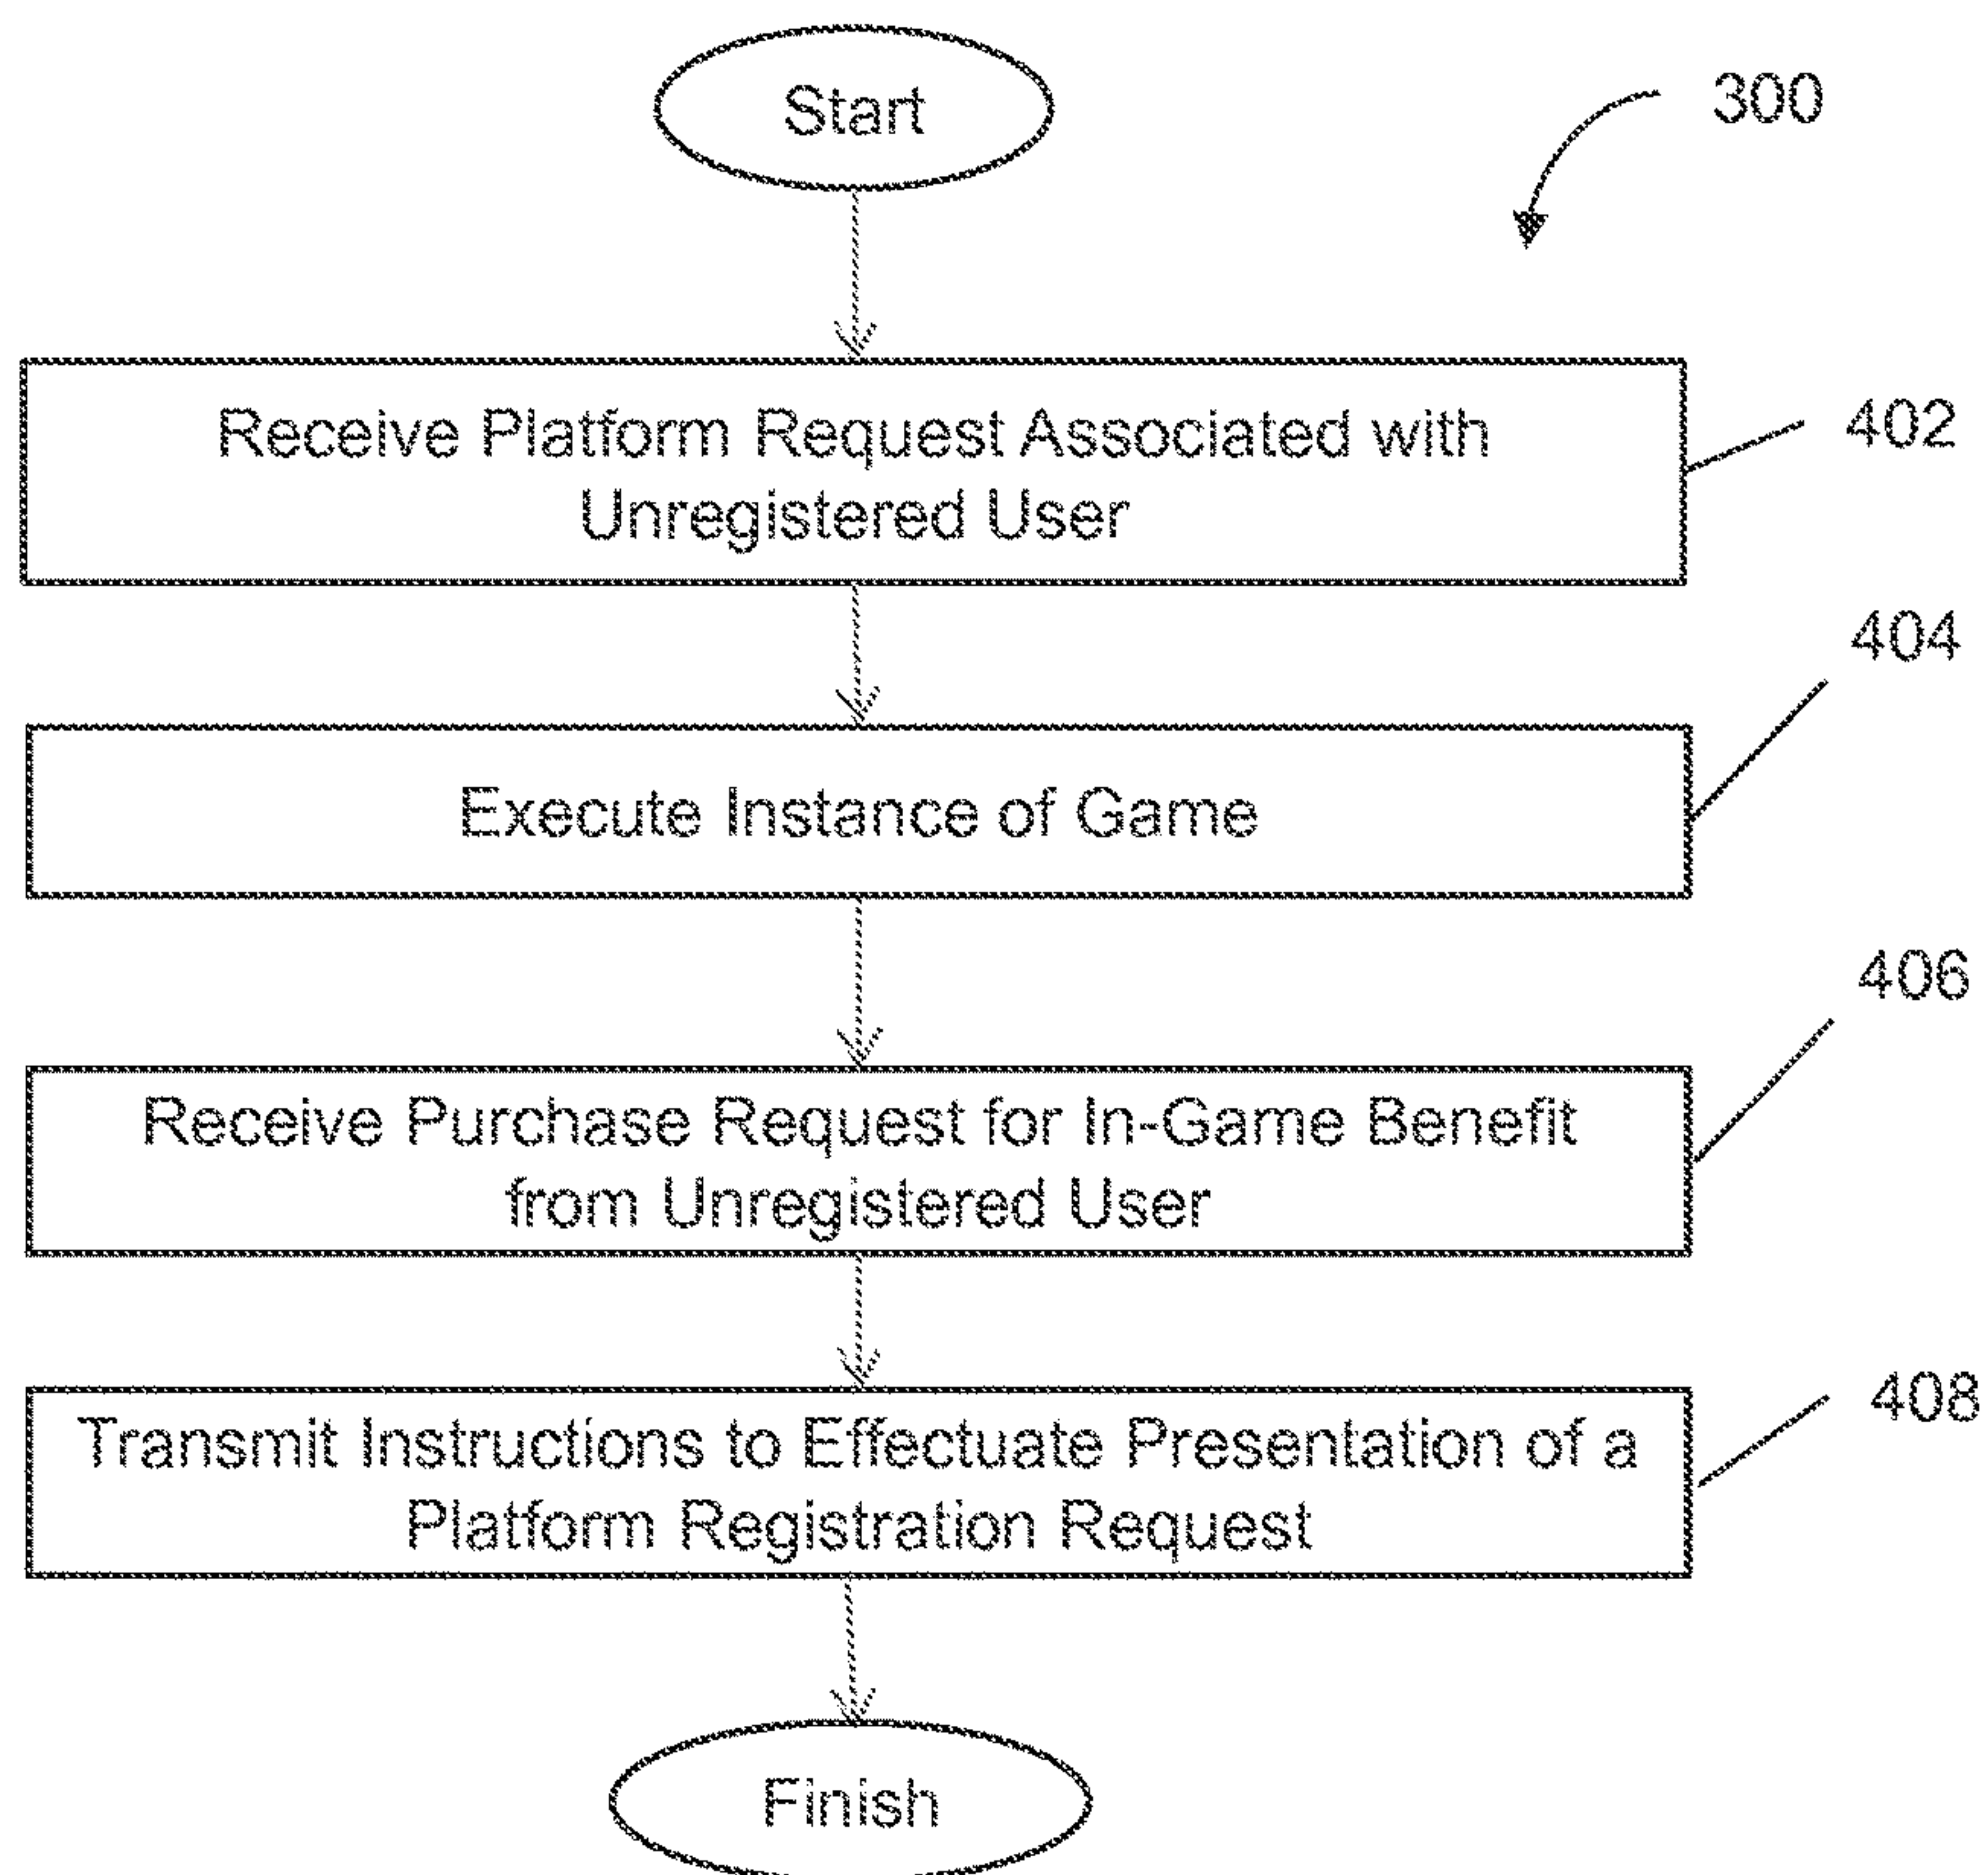 Start
300
Receive Platform Request Associated with
Unregistered User
402
404
Execute Instance of Game
406
Receive Purchase Request for In-Game Benefit
from Unregistered User
408
Transmit Instructions to Effectuate Presentation of a
Platform Registration Request
Finish